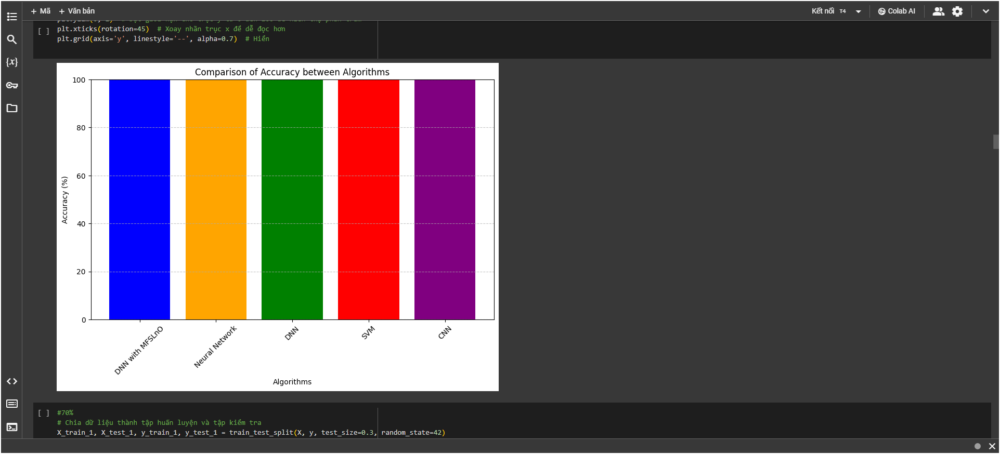 + Mã + Văn bản
Kết nối T4
Colab AI
{x}
[ ]
plt.xticks(rotation=45)  # Xoay nhãn trục x để dễ đọc hơn
plt.grid(axis='y', linestyle='--', alpha=0.7)  # Hiển
Comparison of Accuracy between Algorithms
100
80
60
40
20
0
Accuracy (%)
DNN with MFSLnO
Neural Network
DNN
SVM
CNN
Algorithms
[ ]
#70%
# Chia dữ liệu thành tập huấn luyện và tập kiểm tra
X_train_1, X_test_1, y_train_1, y_test_1 = train_test_split(X, y, test_size=0.3, random_state=42)